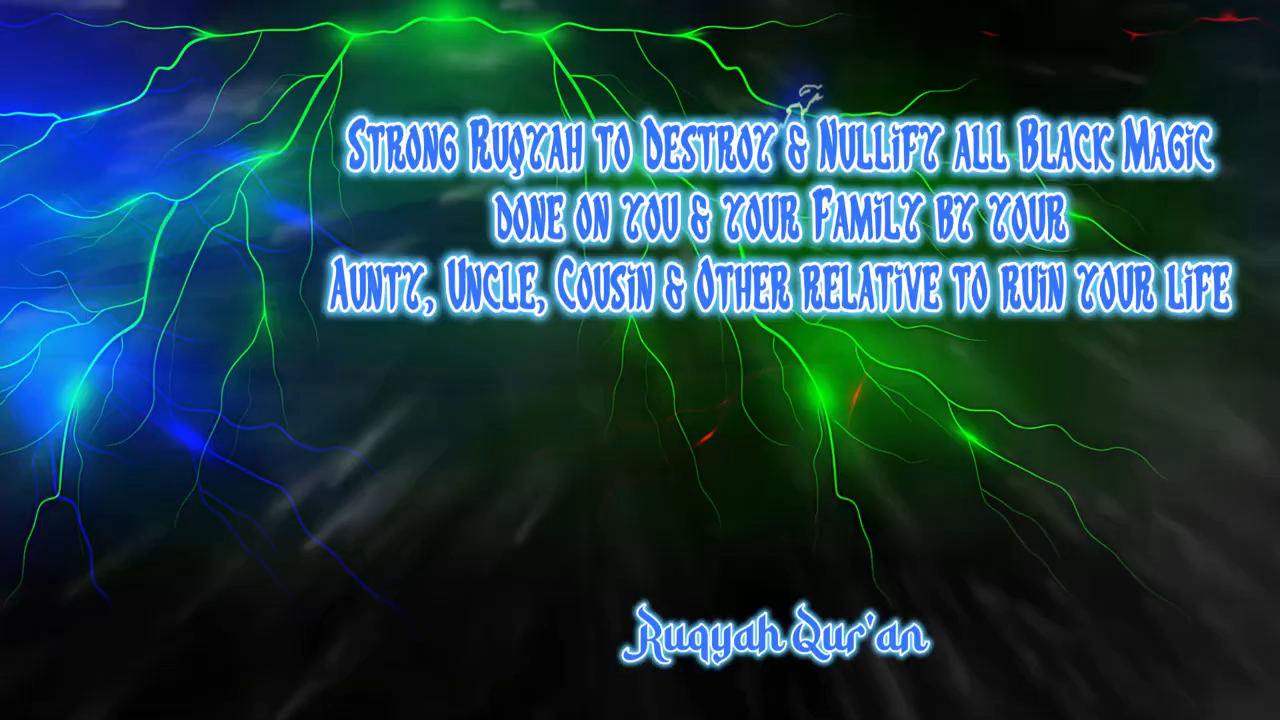 Strong Ruqyah to Destroy & Nullify all Black Magic
done on you & your Family by your
Aunty, Uncle, Cousin & Other relative to ruin your life
Ruqyah Qur'an